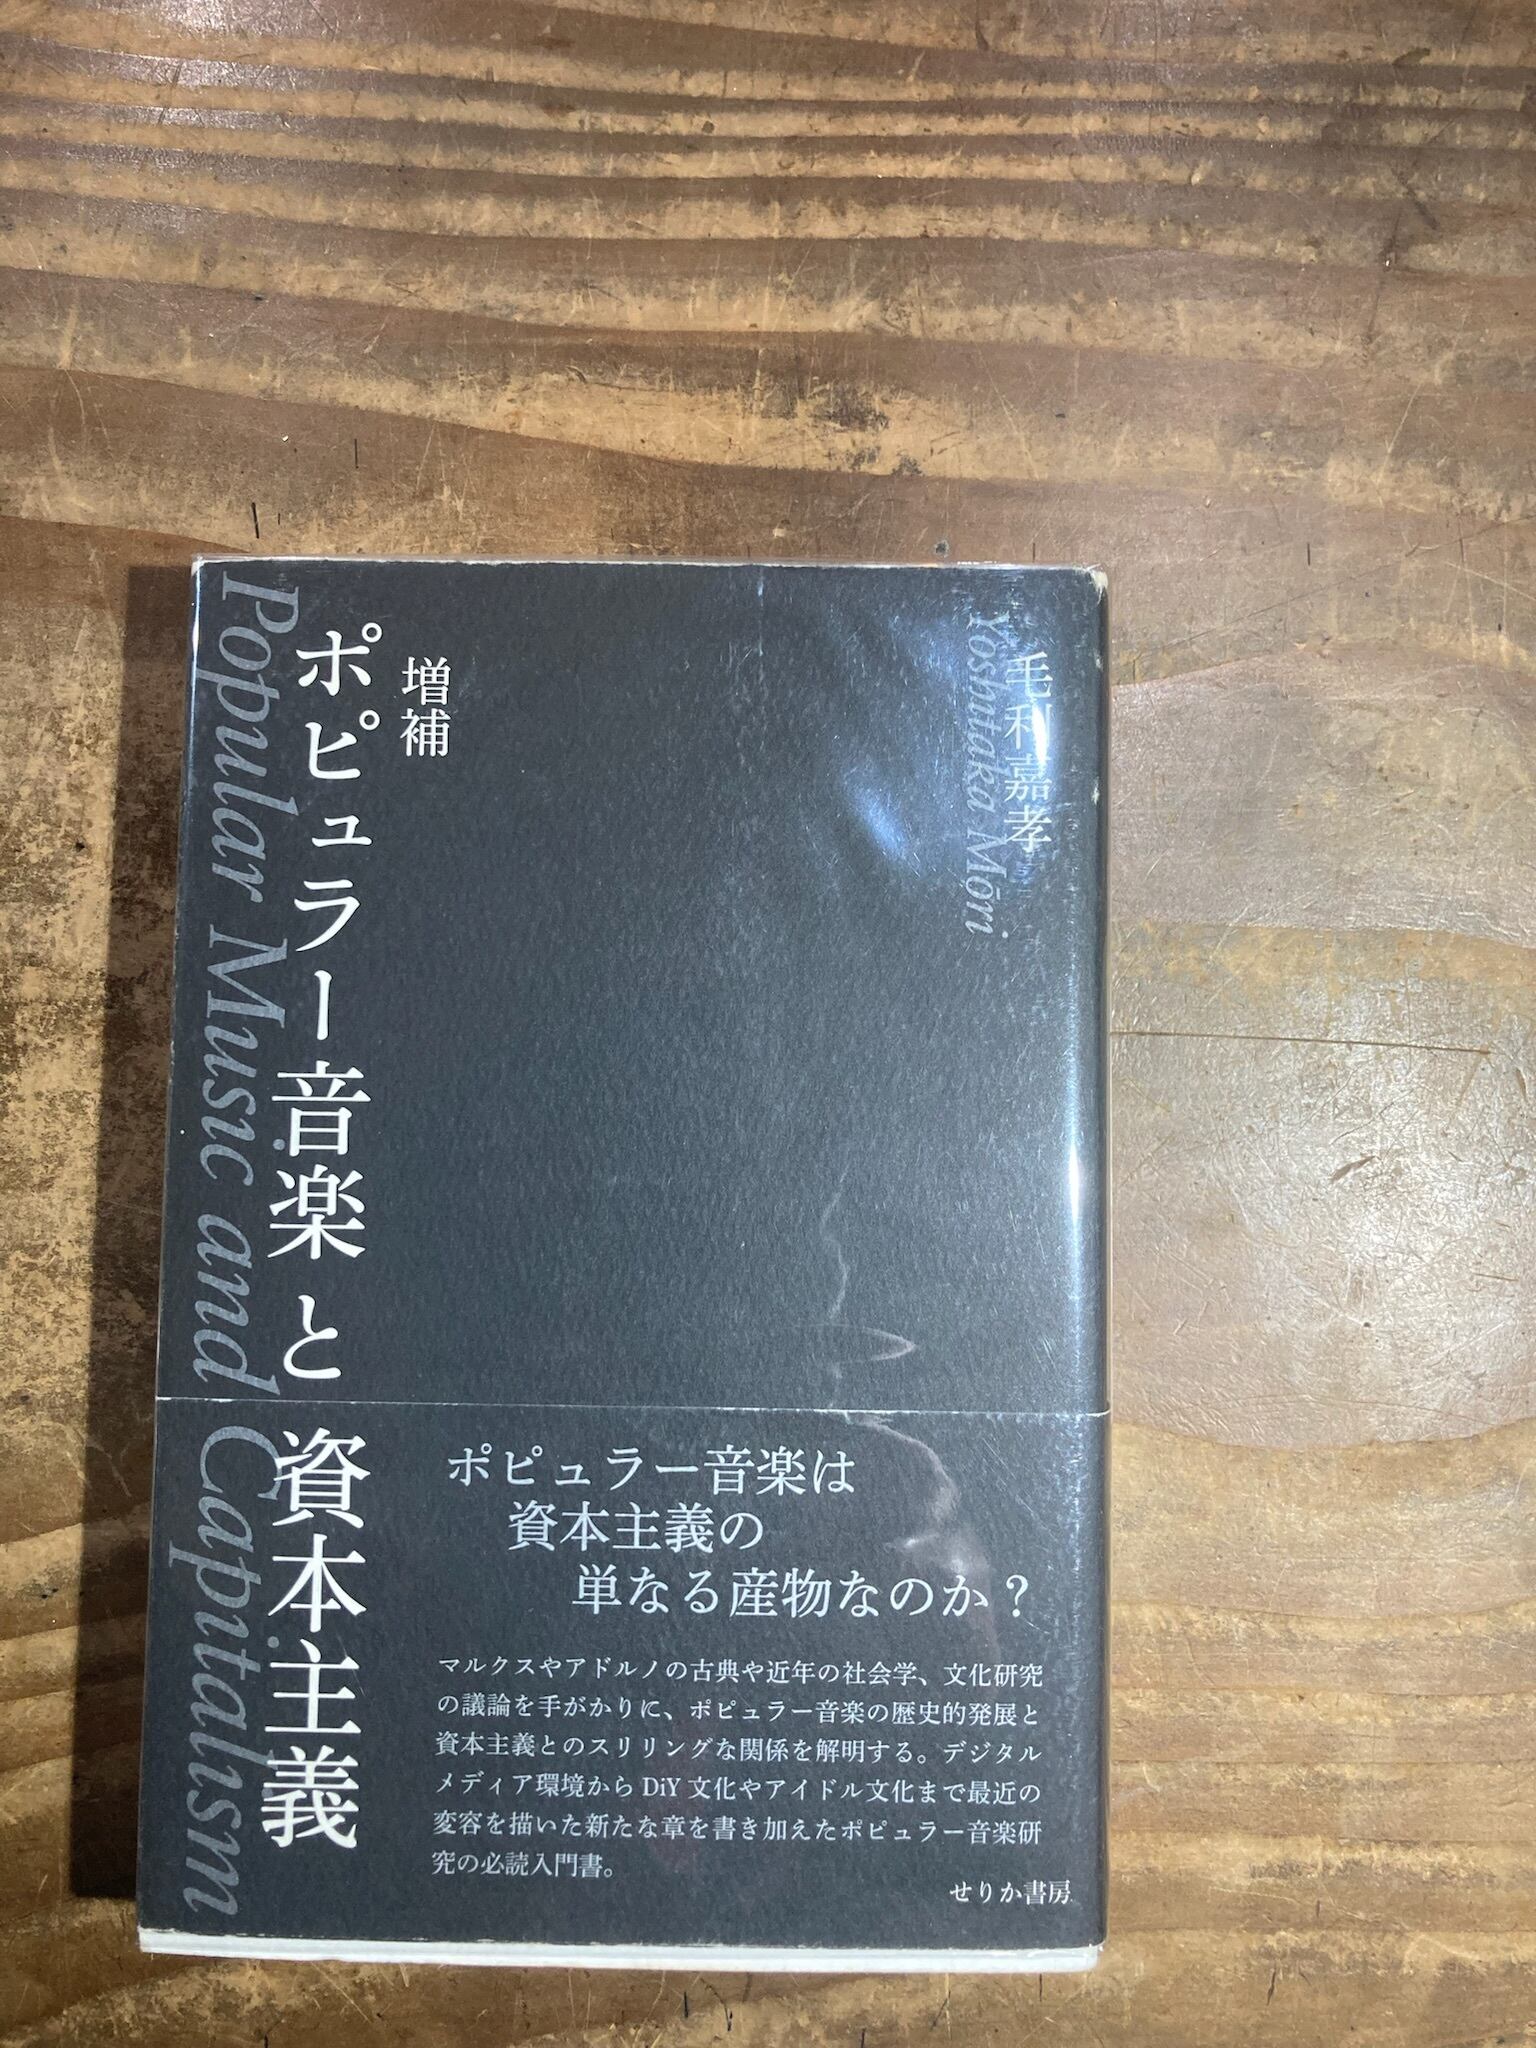 毛利嘉孝
Yoshitaka Mōri
増補
ポピュラー音楽と資本主義
Popular Music and Capitalism
ポピュラー音楽は
資本主義の
単なる産物なのか？
マルクスやアドルノの古典や近年の社会学、文化研究
の議論を手がかりに、ポピュラー音楽の歴史的発展と
資本主義とのスリリングな関係を解明する。デジタル
メディア環境から DiY 文化やアイドル文化まで最近の
変容を描いた新たな章を書き加えたポピュラー音楽研
究の必読入門書。
せりか書房